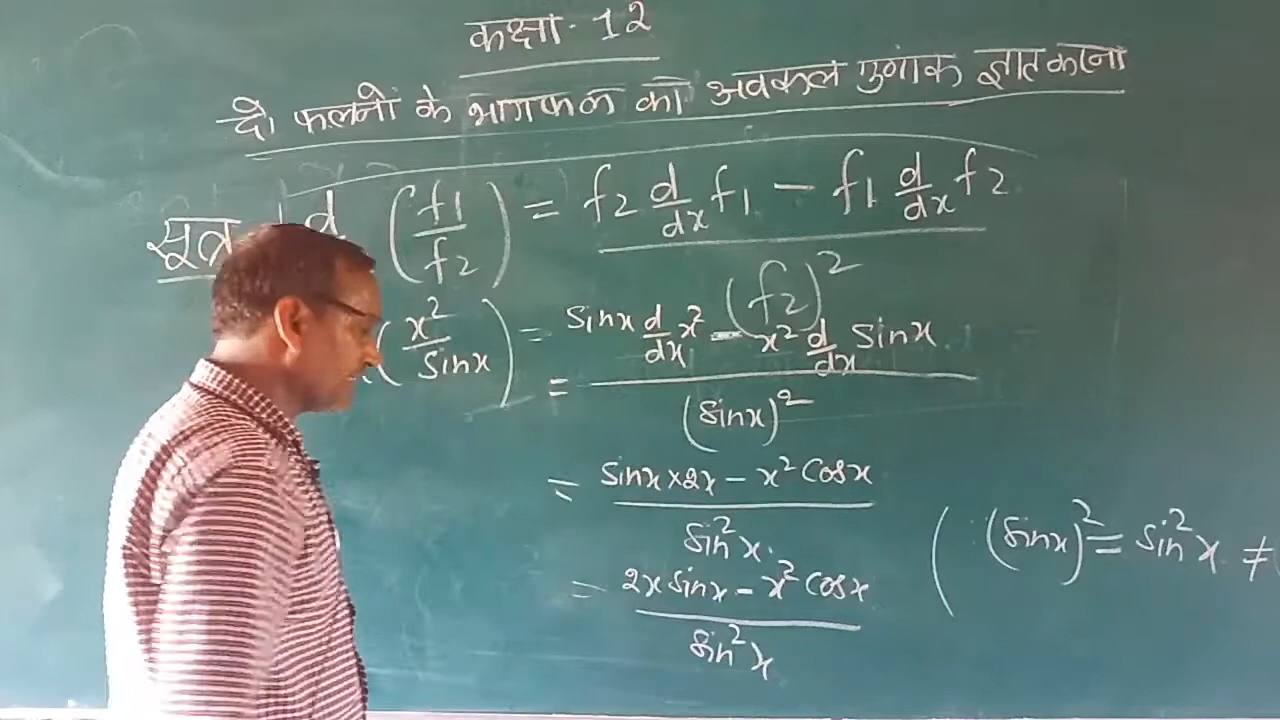 कक्षा - 12
दो फलनों के भागफल का अवकल गुणांक ज्ञात करना
सूत्र d (f1/f2) = f2 d/dx f1 - f1 d/dx f2 / (f2)²
(x²/sinx) = sinx d/dx x² - x² d/dx sinx
= / (sinx)²
= sinx×2x - x² cosx / sin²x.
( (sinx)² = sin²x ≠
= 2x sinx - x² cosx / sin²x